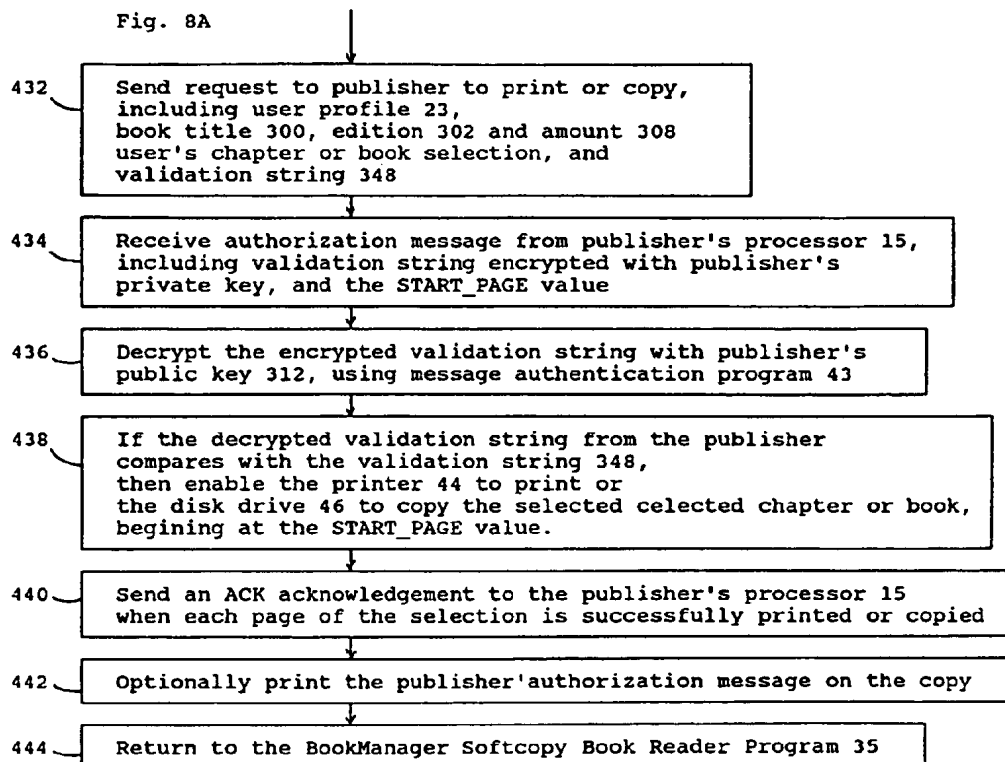 Fig. 8A
432
Send request to publisher to print or copy,
including user profile 23,
book title 300, edition 302 and amount 308
user's chapter or book selection, and
validation string 348
434
Receive authorization message from publisher's processor 15,
including validation string encrypted with publisher's
private key, and the START_PAGE value
436
Decrypt the encrypted validation string with publisher's
public key 312, using message authentication program 43
438
If the decrypted validation string from the publisher
compares with the validation string 348,
then enable the printer 44 to print or
the disk drive 46 to copy the selected celected chapter or book,
begining at the START_PAGE value.
440
Send an ACK acknowledgement to the publisher's processor 15
when each page of the selection is successfully printed or copied
442
Optionally print the publisher'authorization message on the copy
444
Return to the BookManager Softcopy Book Reader Program 35